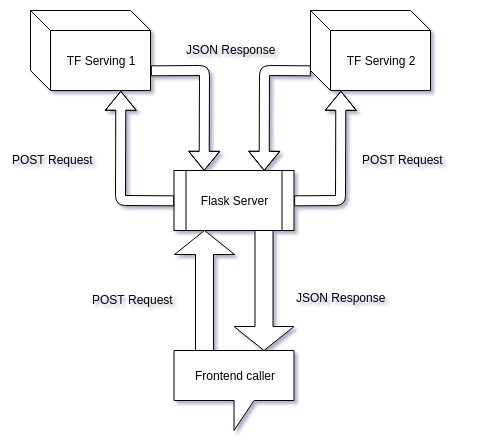 JSON Response
TF Serving 1
TF Serving 2
POST Request
POST Request
Flask Server
POST Request
JSON Response
Frontend caller